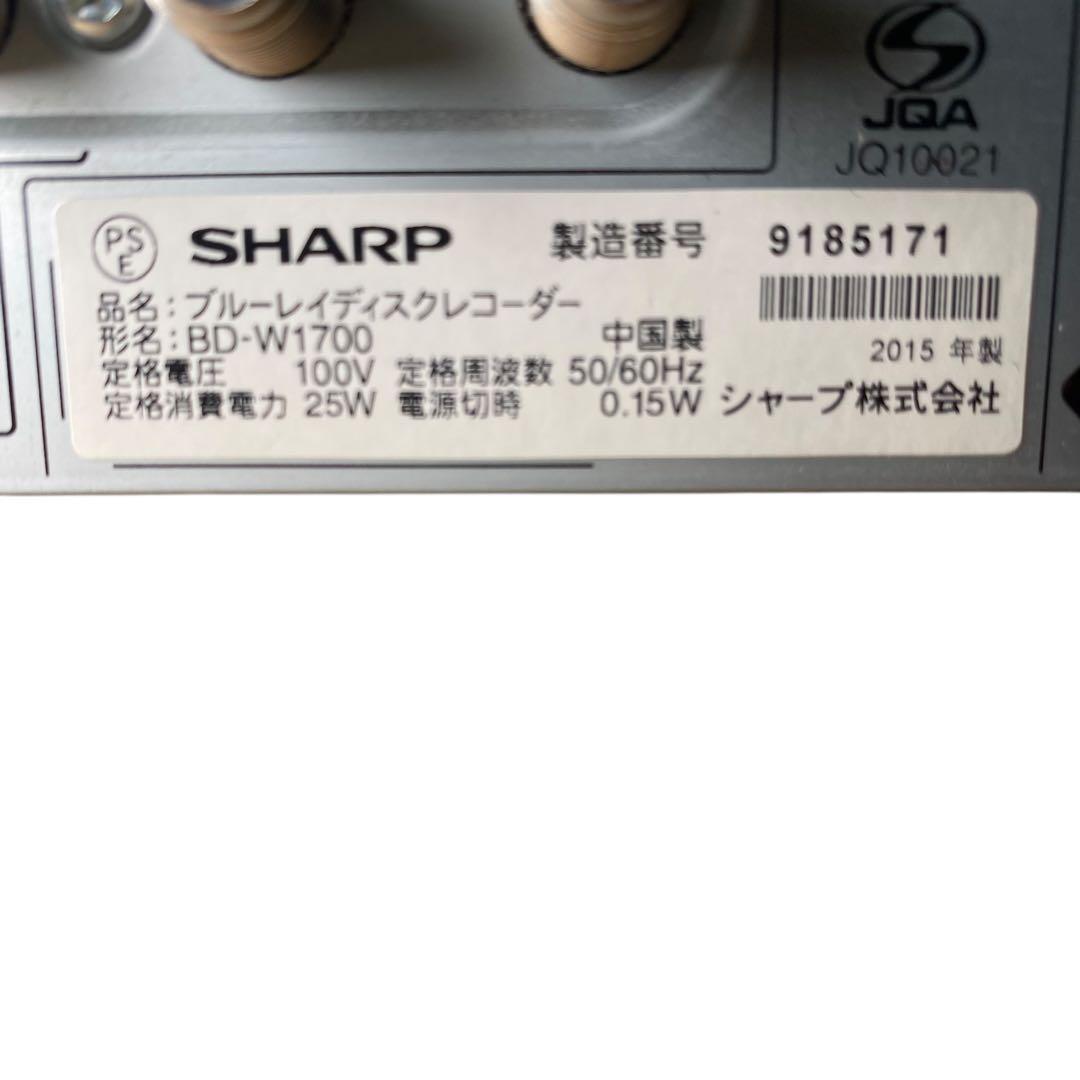 JQA
JQ10021
PSE SHARP 製造番号 9185171
品名:ブルーレイディスクレコーダー
形名:BD-W1700 中国製
2015 年製
定格電圧 100V 定格周波数 50/60Hz
定格消費電力 25W 電源切時 0.15W シャープ株式会社